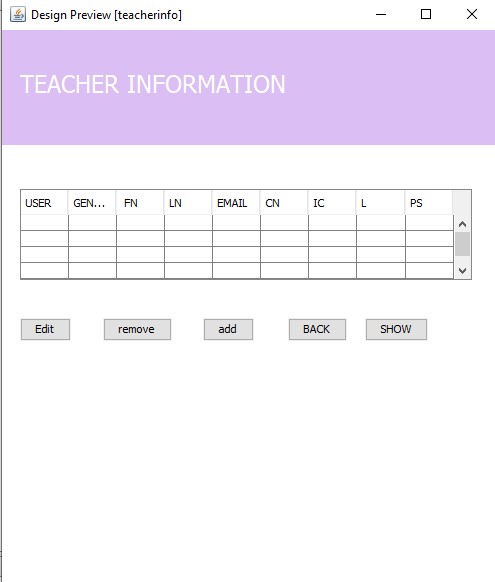 Design Preview [teacherinfo]
TEACHER INFORMATION
USER GEN... FN LN EMAIL CN IC L PS
Edit remove add BACK SHOW